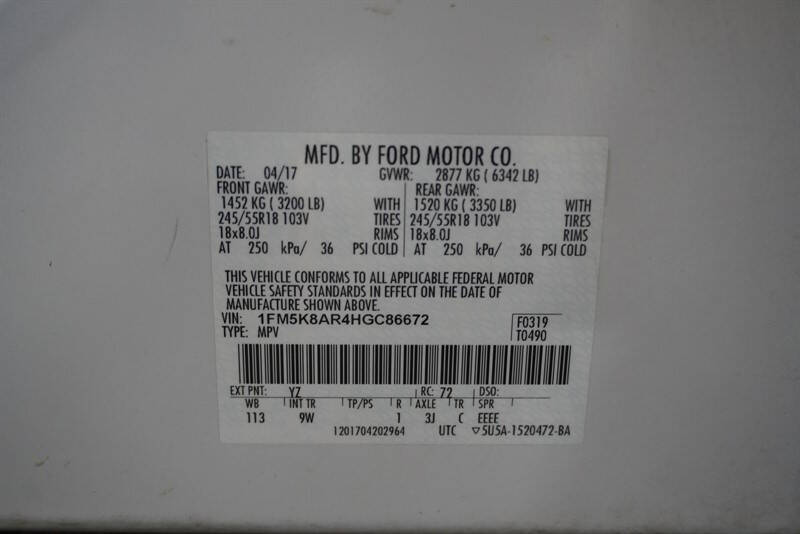 MFD. BY FORD MOTOR CO.
DATE: 04/17 GVWR: 2877 KG ( 6342 LB)
FRONT GAWR: REAR GAWR:
1452 KG ( 3200 LB) WITH 1520 KG ( 3350 LB) WITH
245/55R18 103V TIRES 245/55R18 103V TIRES
18x8.0J RIMS 18x8.0J RIMS
AT 250 kPa/ 36 PSI COLD AT 250 kPa/ 36 PSI COLD
THIS VEHICLE CONFORMS TO ALL APPLICABLE FEDERAL MOTOR
VEHICLE SAFETY STANDARDS IN EFFECT ON THE DATE OF
MANUFACTURE SHOWN ABOVE.
VIN: 1FM5K8AR4HGC86672 F0319
TYPE: MPV T0490
EXT PNT: YZ RC: 72 DSO:
WB INT TR TP/PS R AXLE TR SPR
113 9W 1 3J C EEEE
1201704202964 UTC ▽5U5A-1520472-BA